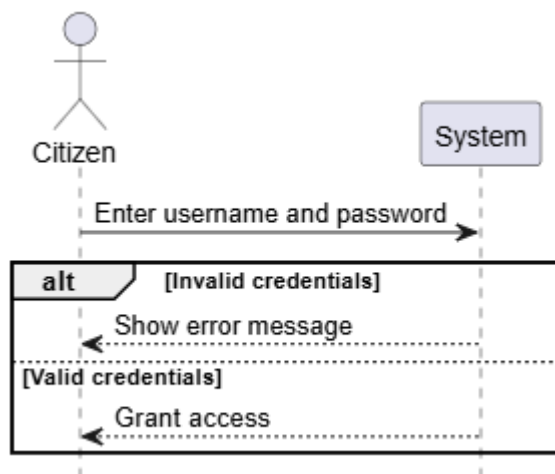 Citizen
System
Enter username and password
alt [Invalid credentials]
Show error message
[Valid credentials]
Grant access